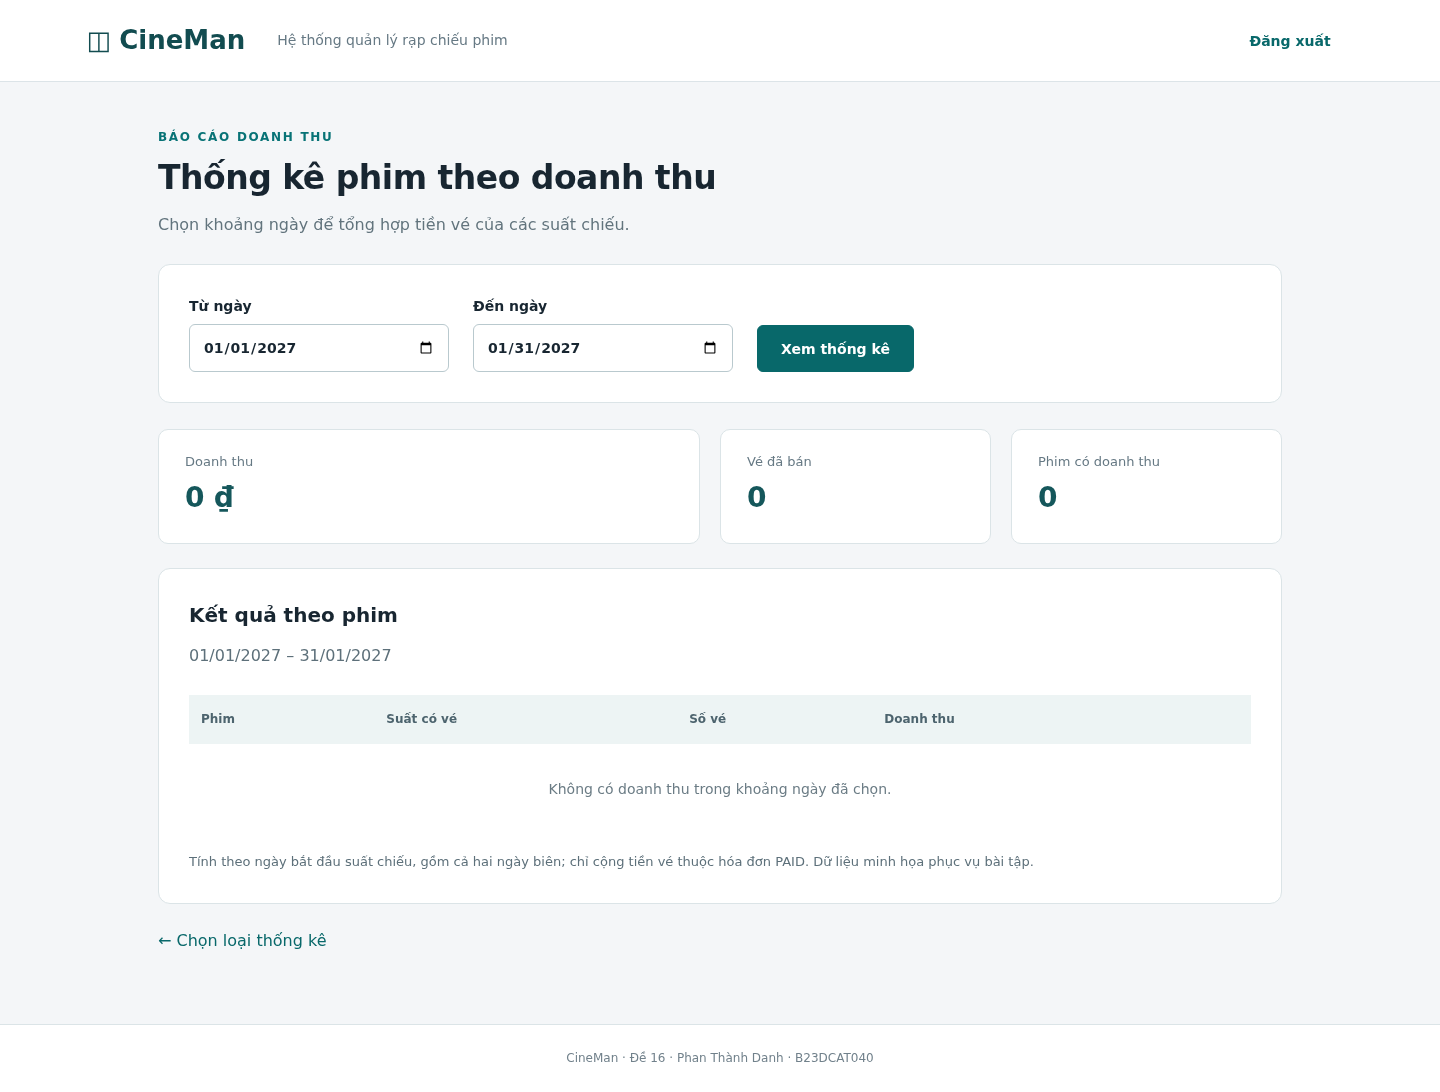 CineMan
Hệ thống quản lý rạp chiếu phim
Đăng xuất
BÁO CÁO DOANH THU
Thống kê phim theo doanh thu
Chọn khoảng ngày để tổng hợp tiền vé của các suất chiếu.
Từ ngày
Đến ngày
01/01/2027
01/31/2027
Xem thống kê
Doanh thu
0 ₫
Vé đã bán
0
Phim có doanh thu
0
Kết quả theo phim
01/01/2027 – 31/01/2027
Phim Suất có vé Số vé Doanh thu
Không có doanh thu trong khoảng ngày đã chọn.
Tính theo ngày bắt đầu suất chiếu, gồm cả hai ngày biên; chỉ cộng tiền vé thuộc hóa đơn PAID. Dữ liệu minh họa phục vụ bài tập.
← Chọn loại thống kê
CineMan · Đề 16 · Phan Thành Danh · B23DCAT040